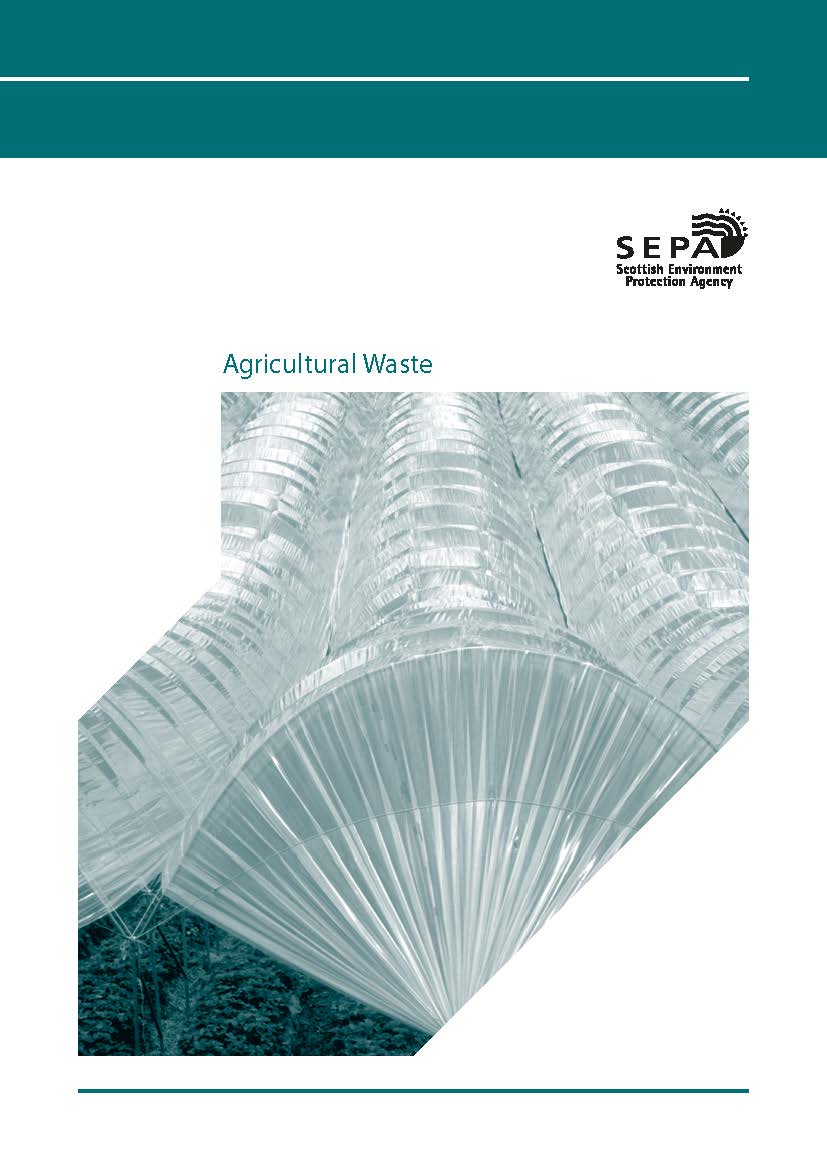 SEPA
Scottish Environment
Protection Agency
Agricultural Waste